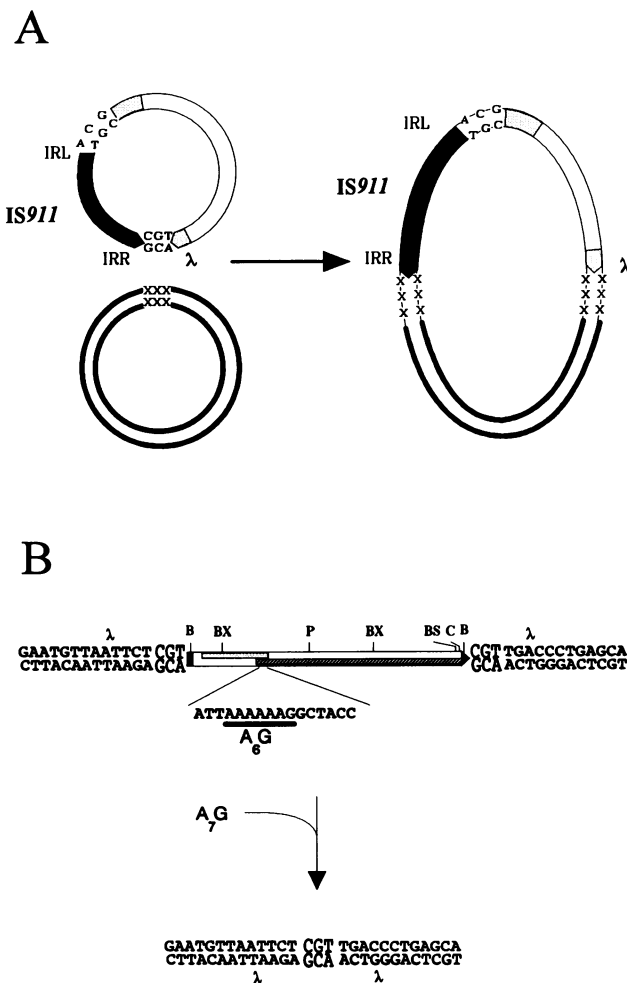 A
G
C C
A G
T
IRL
IS911
IRR
CGT
GCA
λ
XXX
XXX
IRL
A C G
T G C
IS911
IRR
λ
X X X X
X X X X
X X X X
B
λ B BX P BX BS C B λ
GAATGTTAATTCT CGT CGT TGACCCTGAGCA
CTTACAATTAAGA GCA GCA ACTGGGACTCGT
ATTAAAAAAGGCTACC
A6G
A7G
GAATGTTAATTCT CGT TGACCCTGAGCA
CTTACAATTAAGA GCA ACTGGGACTCGT
λ λ